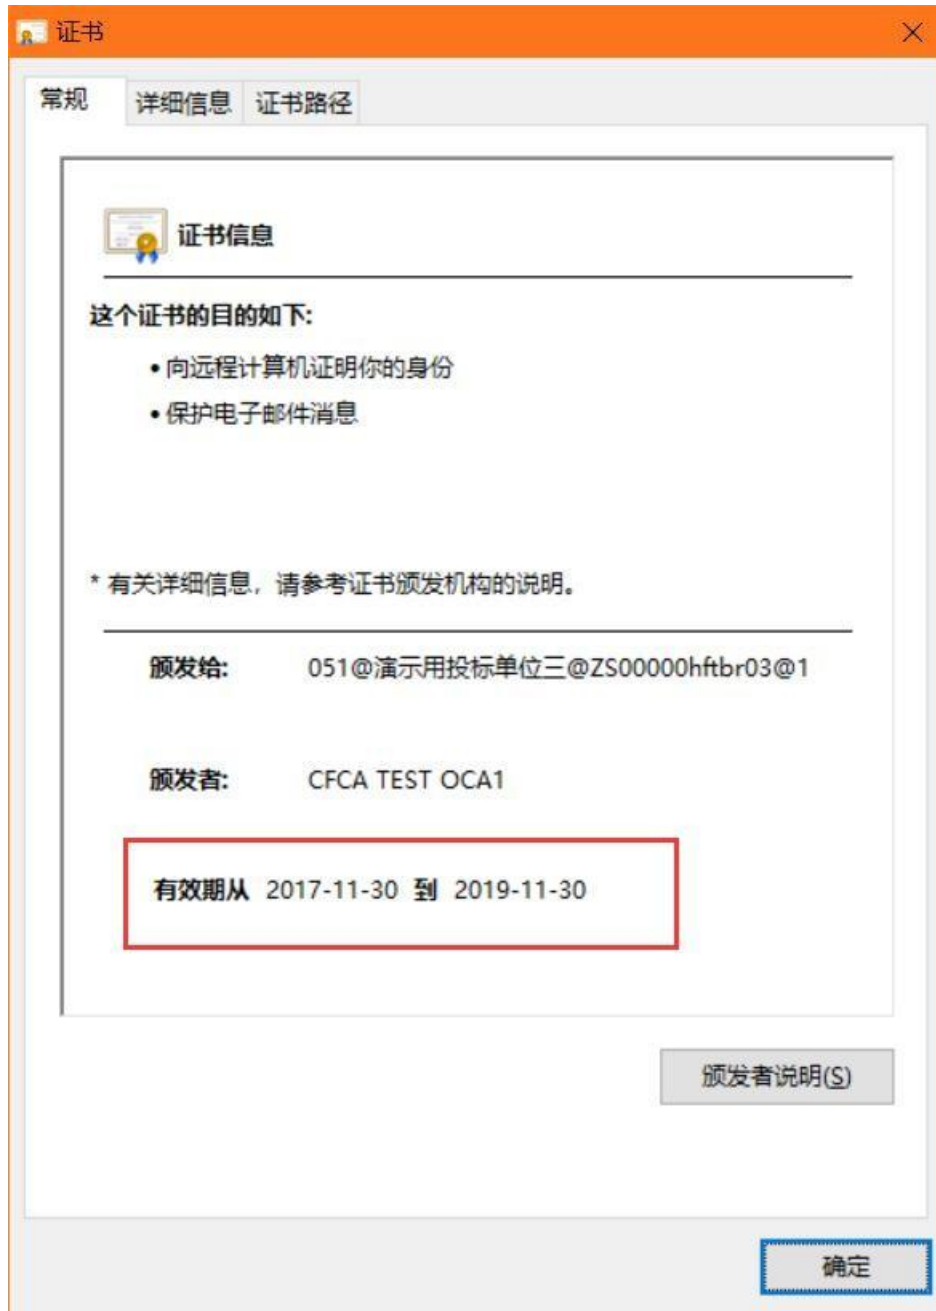 证书
常规 详细信息 证书路径
证书信息
这个证书的目的如下:
• 向远程计算机证明你的身份
• 保护电子邮件消息
* 有关详细信息，请参考证书颁发机构的说明。
颁发给: 051@演示用投标单位三@ZS00000hftbr03@1
颁发者: CFCA TEST OCA1
有效期从 2017-11-30 到 2019-11-30
颁发者说明(S)
确定